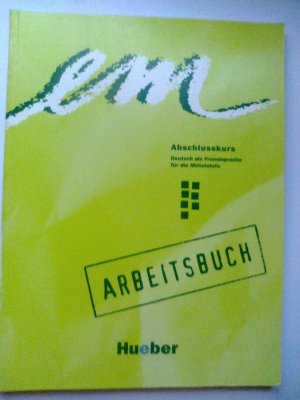 em
Abschlusskurs
Deutsch als Fremdsprache
für die Mittelstufe
ARBEITSBUCH
Hueber